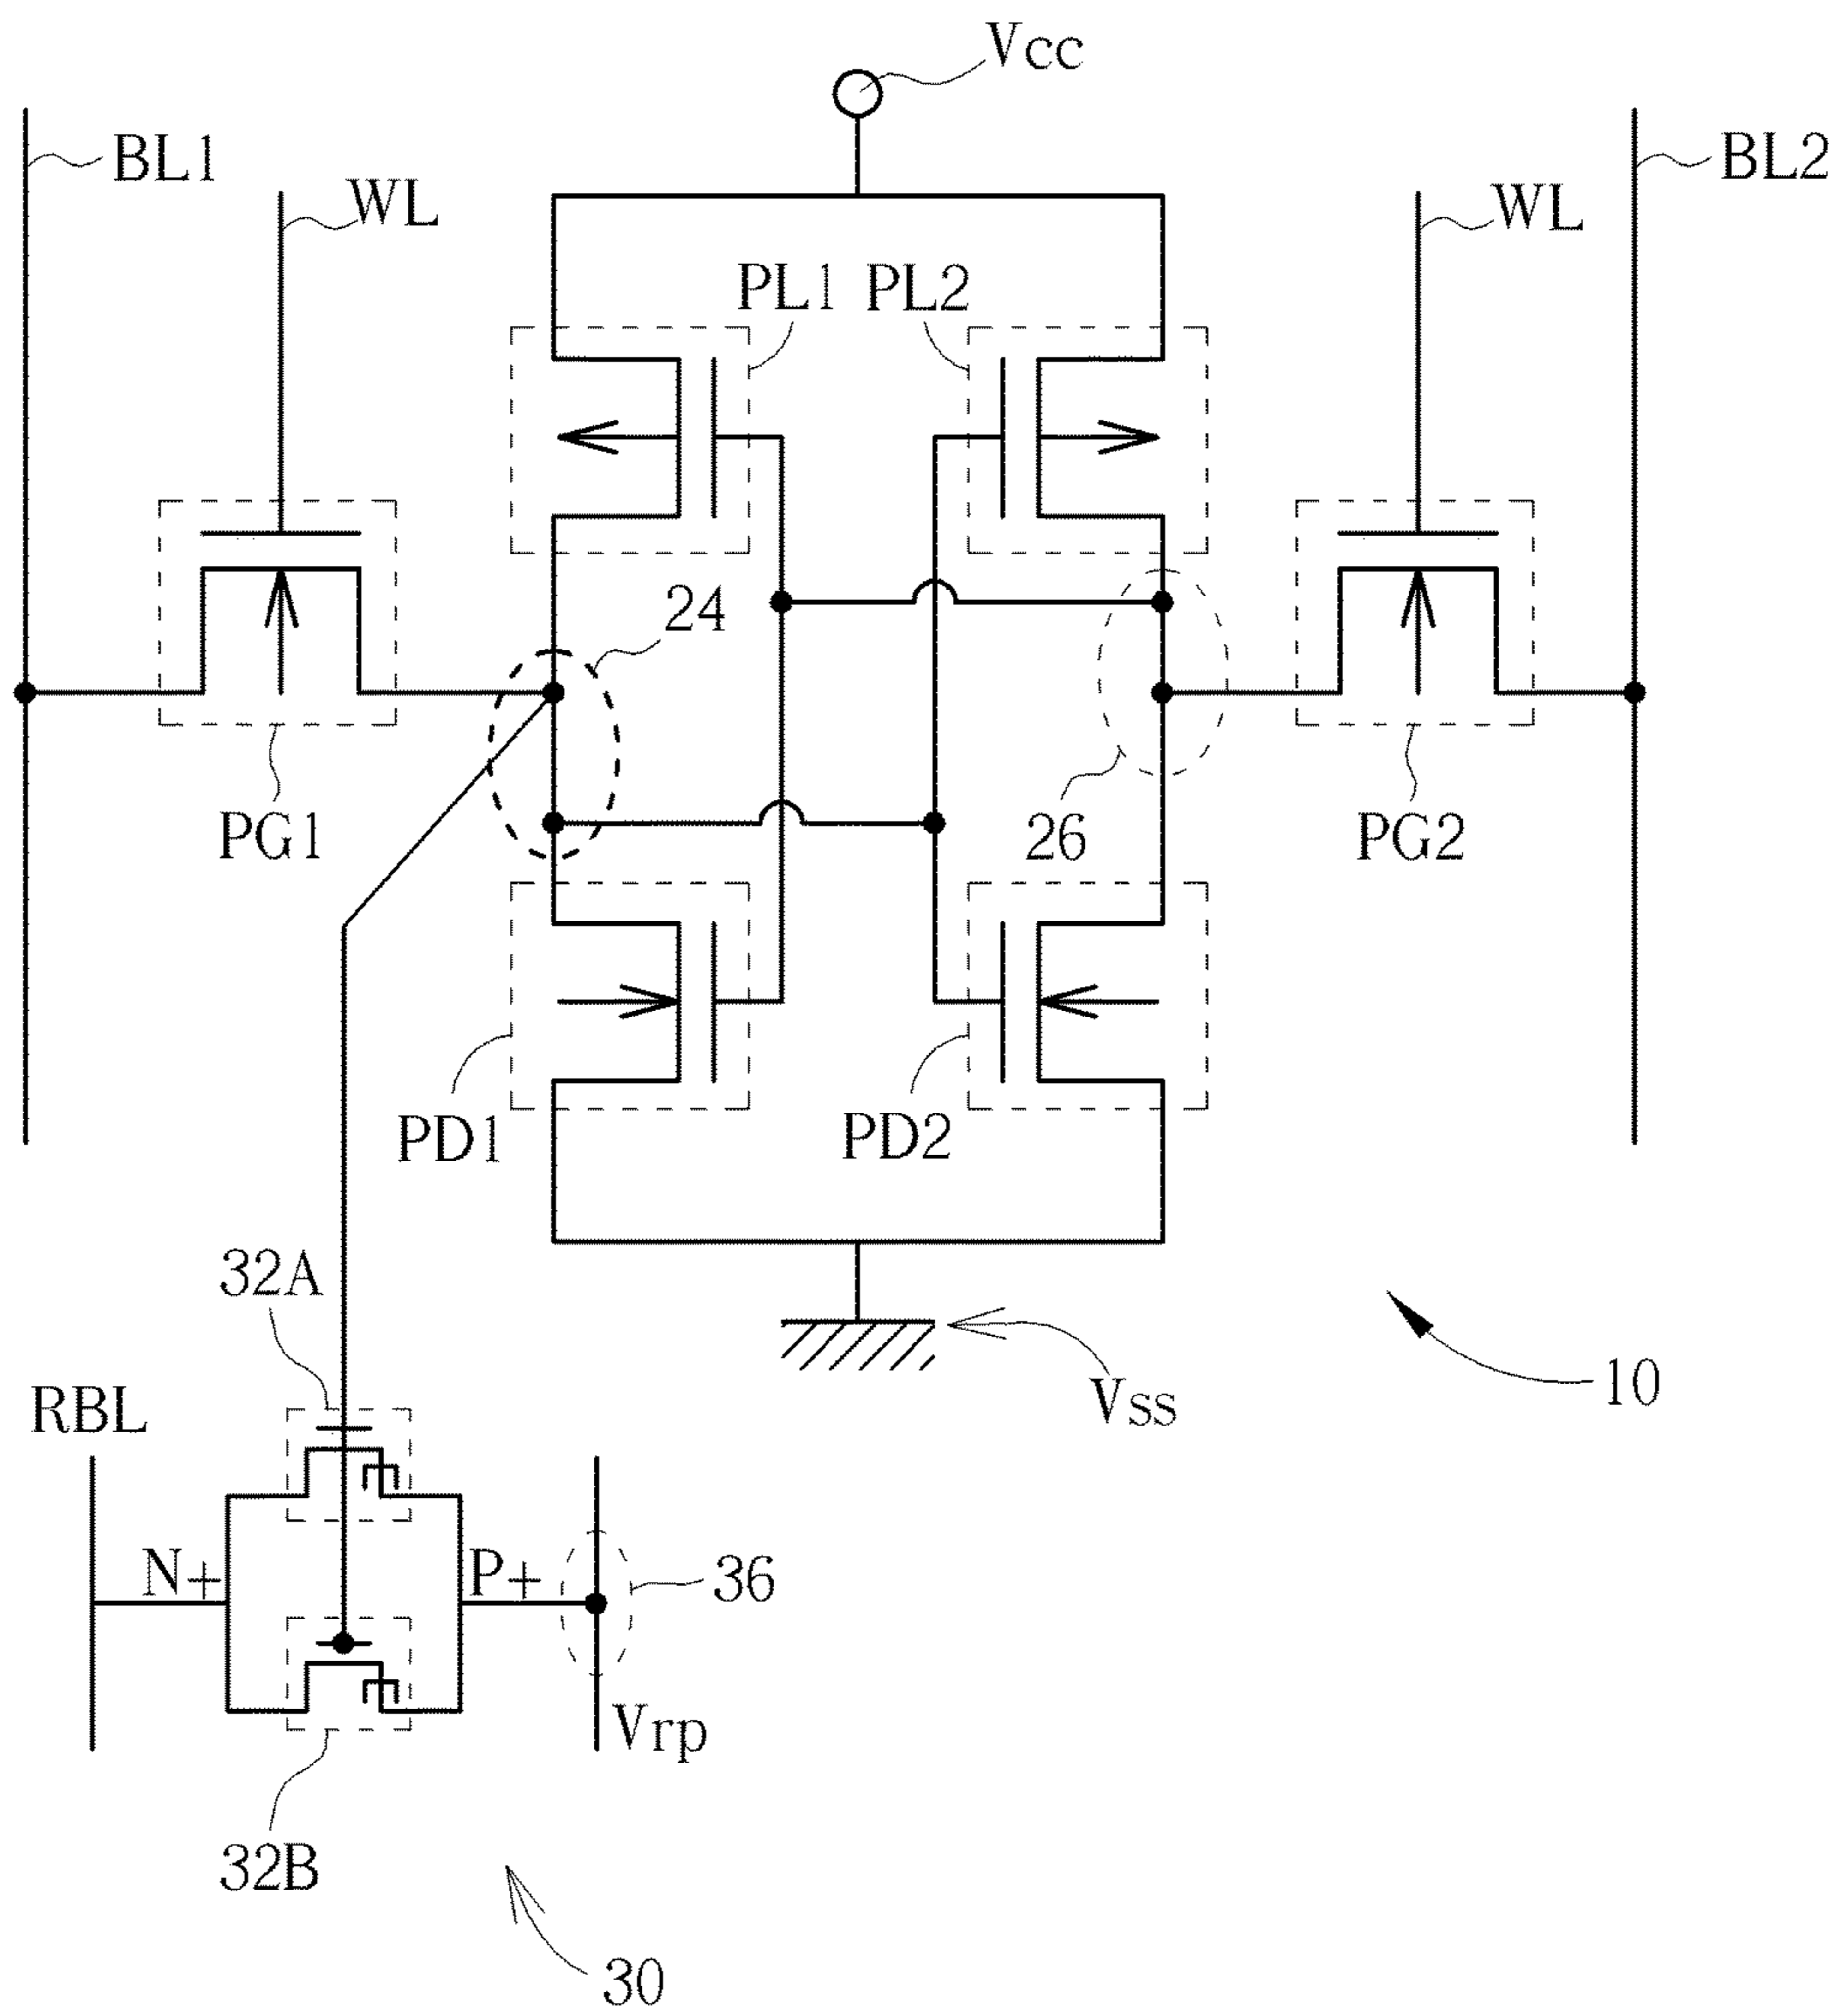 Vcc
BL1
BL2
WL
WL
PL1
PL2
24
PG1
26
PG2
PD1
PD2
32A
10
RBL
Vss
N+
P+
36
Vrp
32B
30